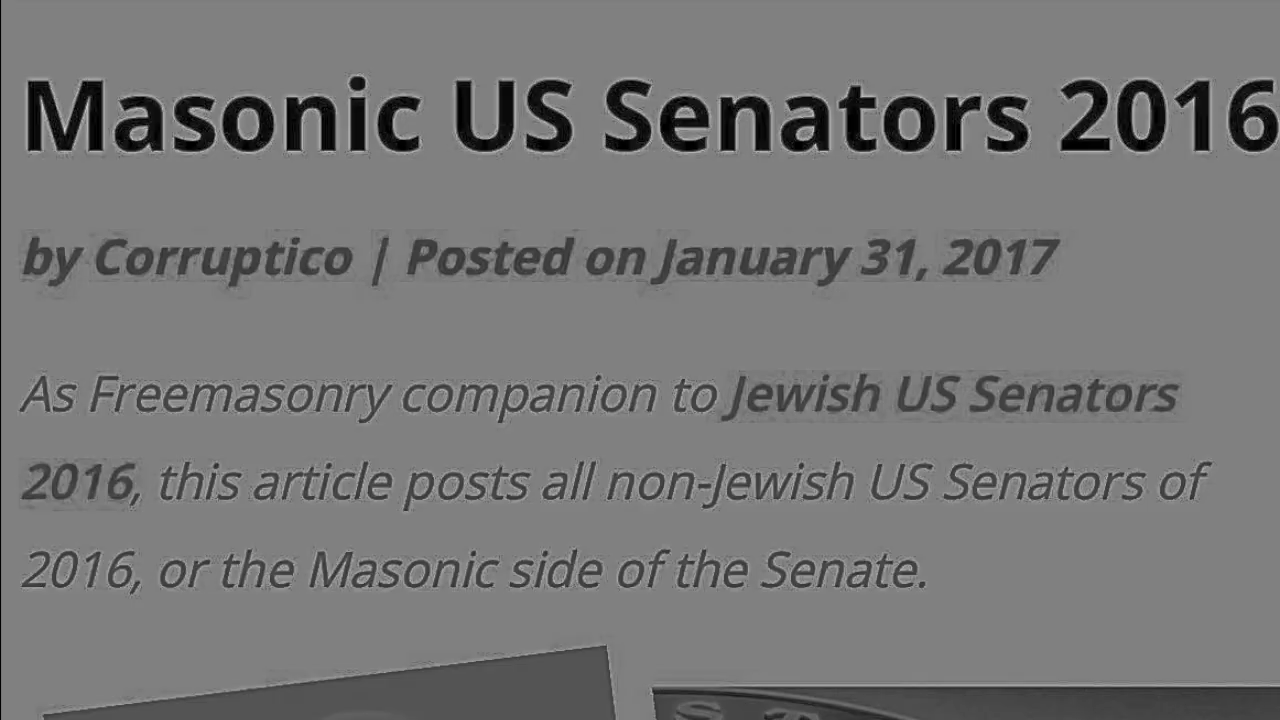 Masonic US Senators 2016
by Corruptico | Posted on January 31, 2017
As Freemasonry companion to Jewish US Senators
2016, this article posts all non-Jewish US Senators of
2016, or the Masonic side of the Senate.